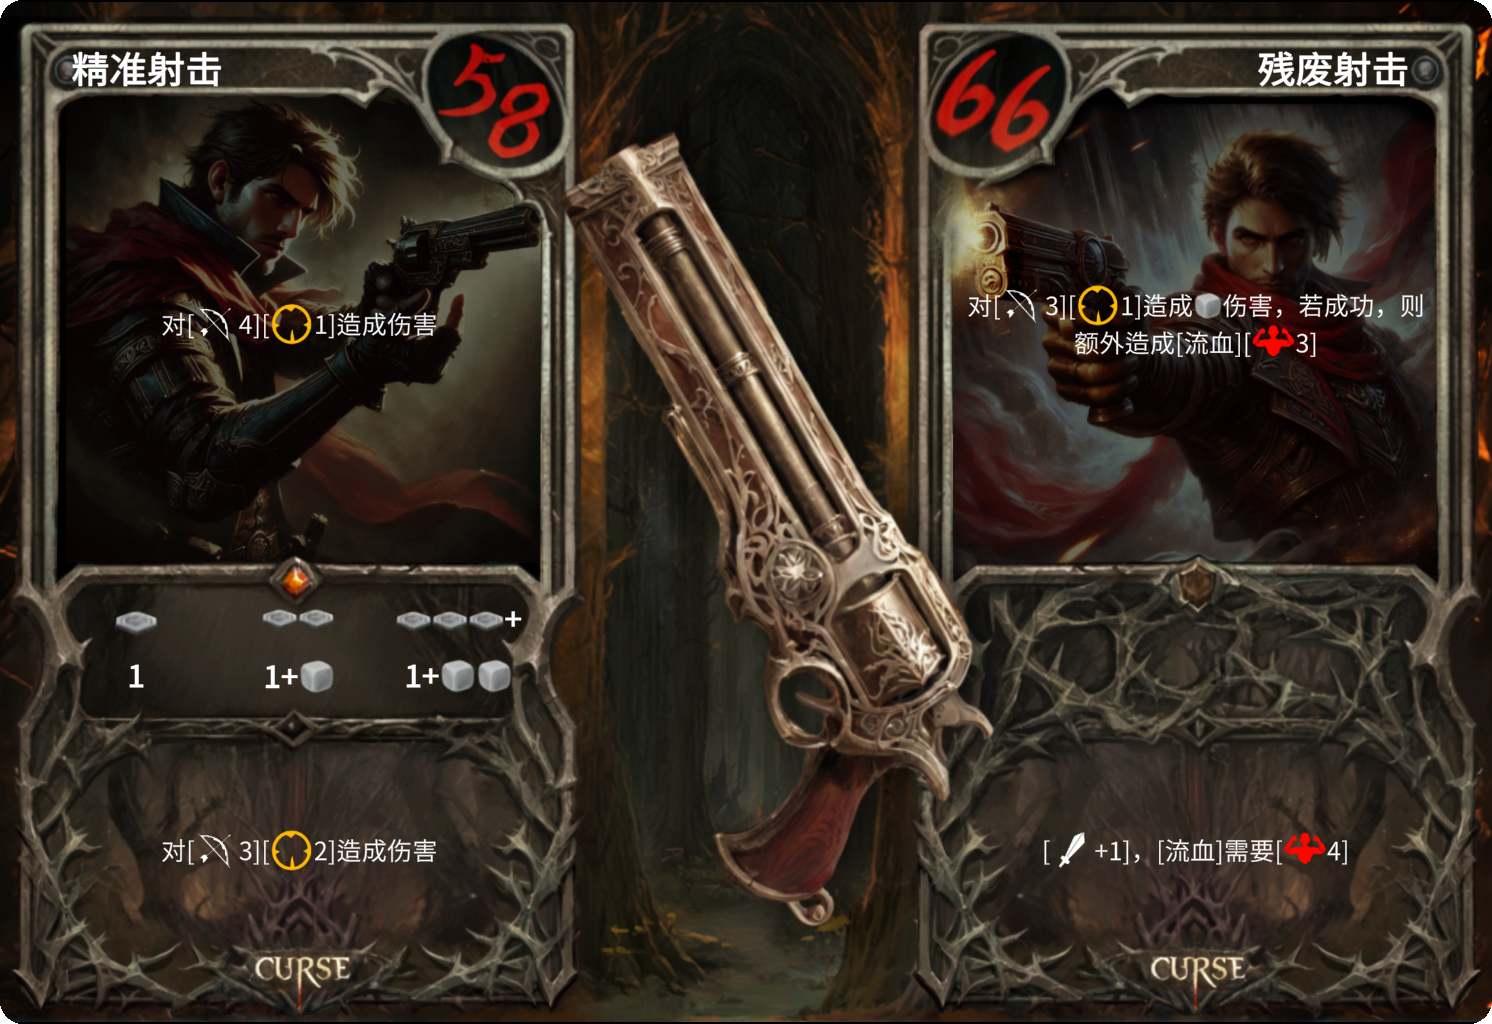 精准射击
58
对[4][1]造成伤害
1
1+
1+
+
对[3][2]造成伤害
CURSE
66
残废射击
对[3][1]造成伤害，若成功，则
额外造成[流血][3]
[+1]，[流血]需要[4]
CURSE